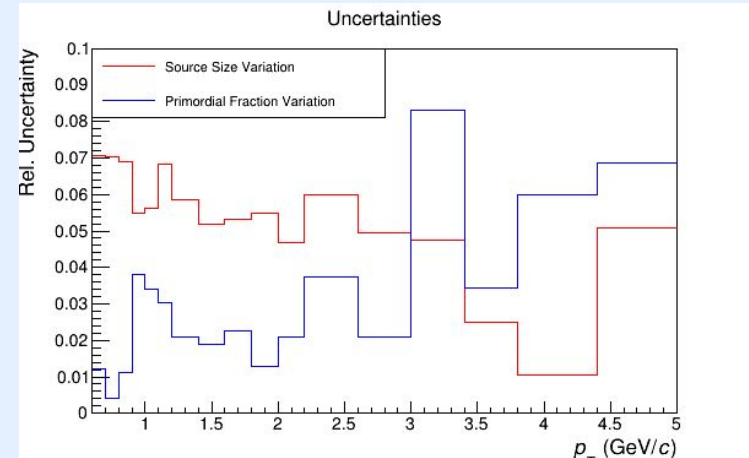 Uncertainties
Rel. Uncertainty
Source Size Variation
Primordial Fraction Variation
0.1
0.09
0.08
0.07
0.06
0.05
0.04
0.03
0.02
0.01
0
1 1.5 2 2.5 3 3.5 4 4.5 5
p (GeV/c)